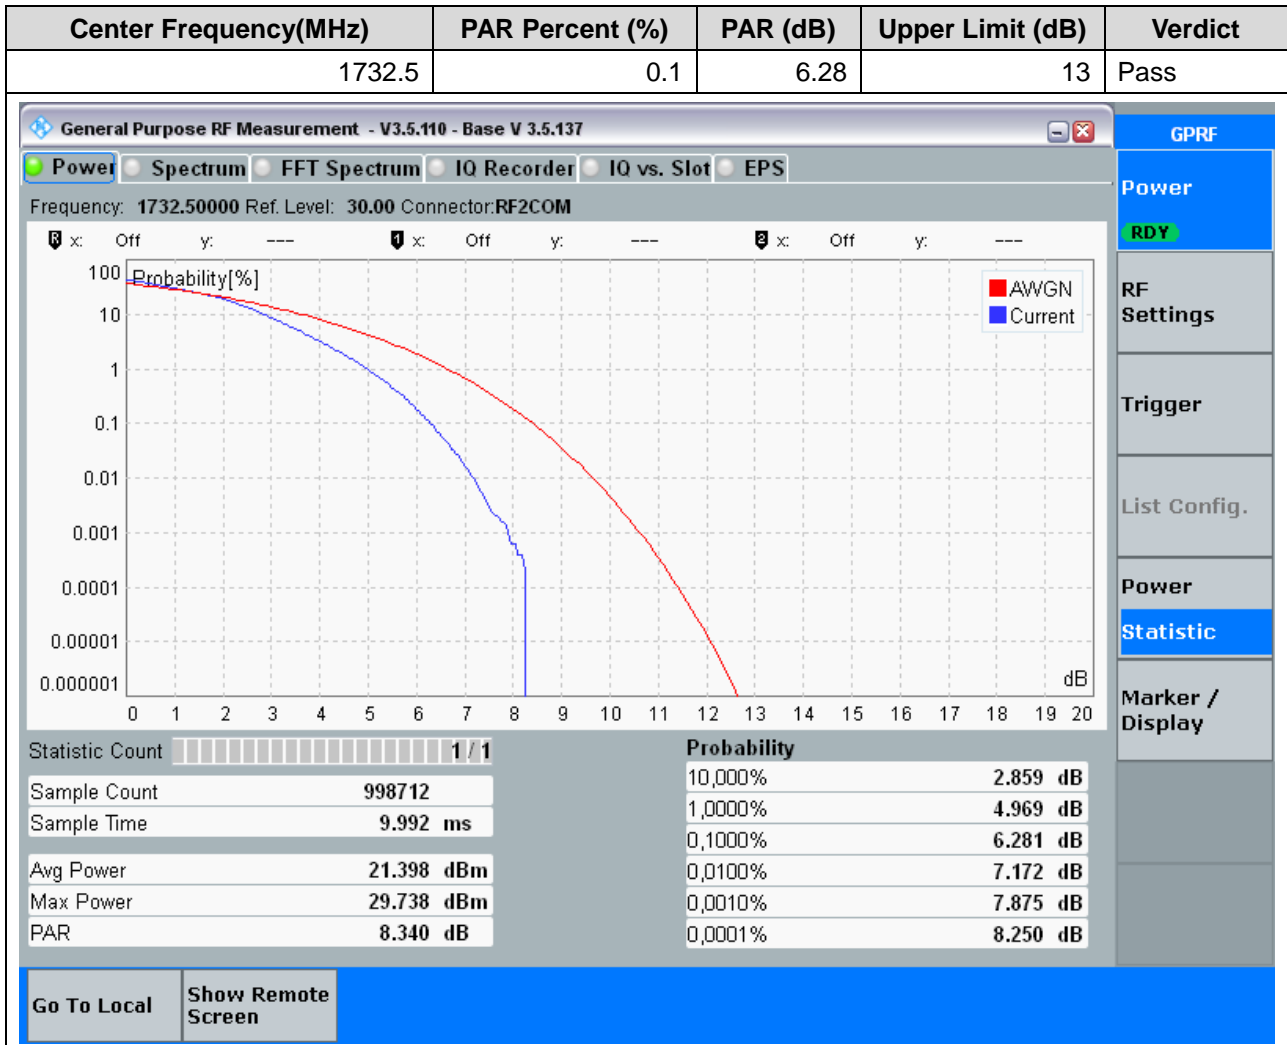 Center Frequency(MHz) PAR Percent (%) PAR (dB) Upper Limit (dB) Verdict
1732.5 0.1 6.28 13 Pass
General Purpose RF Measurement - V3.5.110 - Base V 3.5.137
GPRF
Power Spectrum FFT Spectrum IQ Recorder IQ vs. Slot EPS
Power
RDY
Frequency: 1732.50000 Ref. Level: 30.00 Connector:RF2COM
R x: Off y: --- 1 x: Off y: --- 2 x: Off y: ---
Probability[%]
AWGN
Current
100
10
1
0.1
0.01
0.001
0.0001
0.00001
0.000001
dB
0 1 2 3 4 5 6 7 8 9 10 11 12 13 14 15 16 17 18 19 20
RF
Settings
Trigger
List Config.
Power
Statistic
Marker /
Display
Statistic Count 1 / 1
Sample Count 998712
Sample Time 9.992 ms
Avg Power 21.398 dBm
Max Power 29.738 dBm
PAR 8.340 dB
Probability
10,000% 2.859 dB
1,0000% 4.969 dB
0,1000% 6.281 dB
0,0100% 7.172 dB
0,0010% 7.875 dB
0,0001% 8.250 dB
Go To Local
Show Remote
Screen